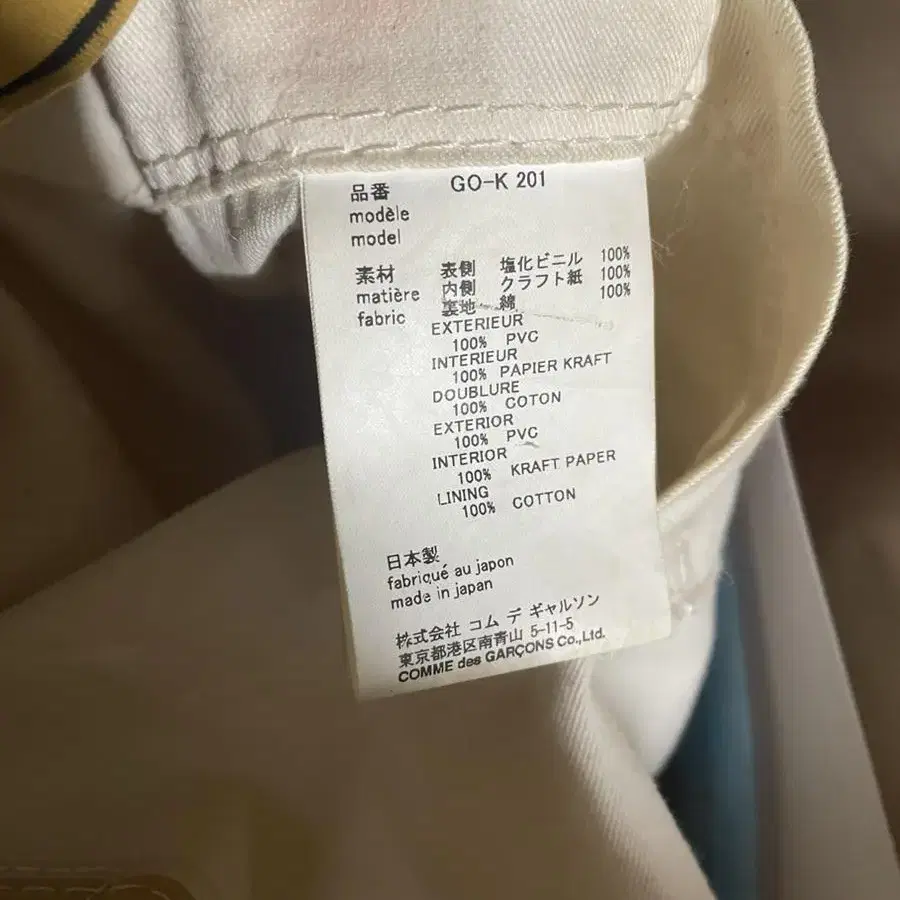 品番 GO-K 201
modèle
model
素材 表側 塩化ビニル 100%
matière 内側 クラフト紙 100%
fabric 裏地 綿 100%
EXTERIEUR
100% PVC
INTERIEUR
100% PAPIER KRAFT
DOUBLURE
100% COTON
EXTERIOR
100% PVC
INTERIOR
100% KRAFT PAPER
LINING
100% COTTON
日本製
fabriqué au japon
made in japan
株式会社 コム デ ギャルソン
東京都港区南青山 5-11-5
COMME des GARÇONS Co.,Ltd.